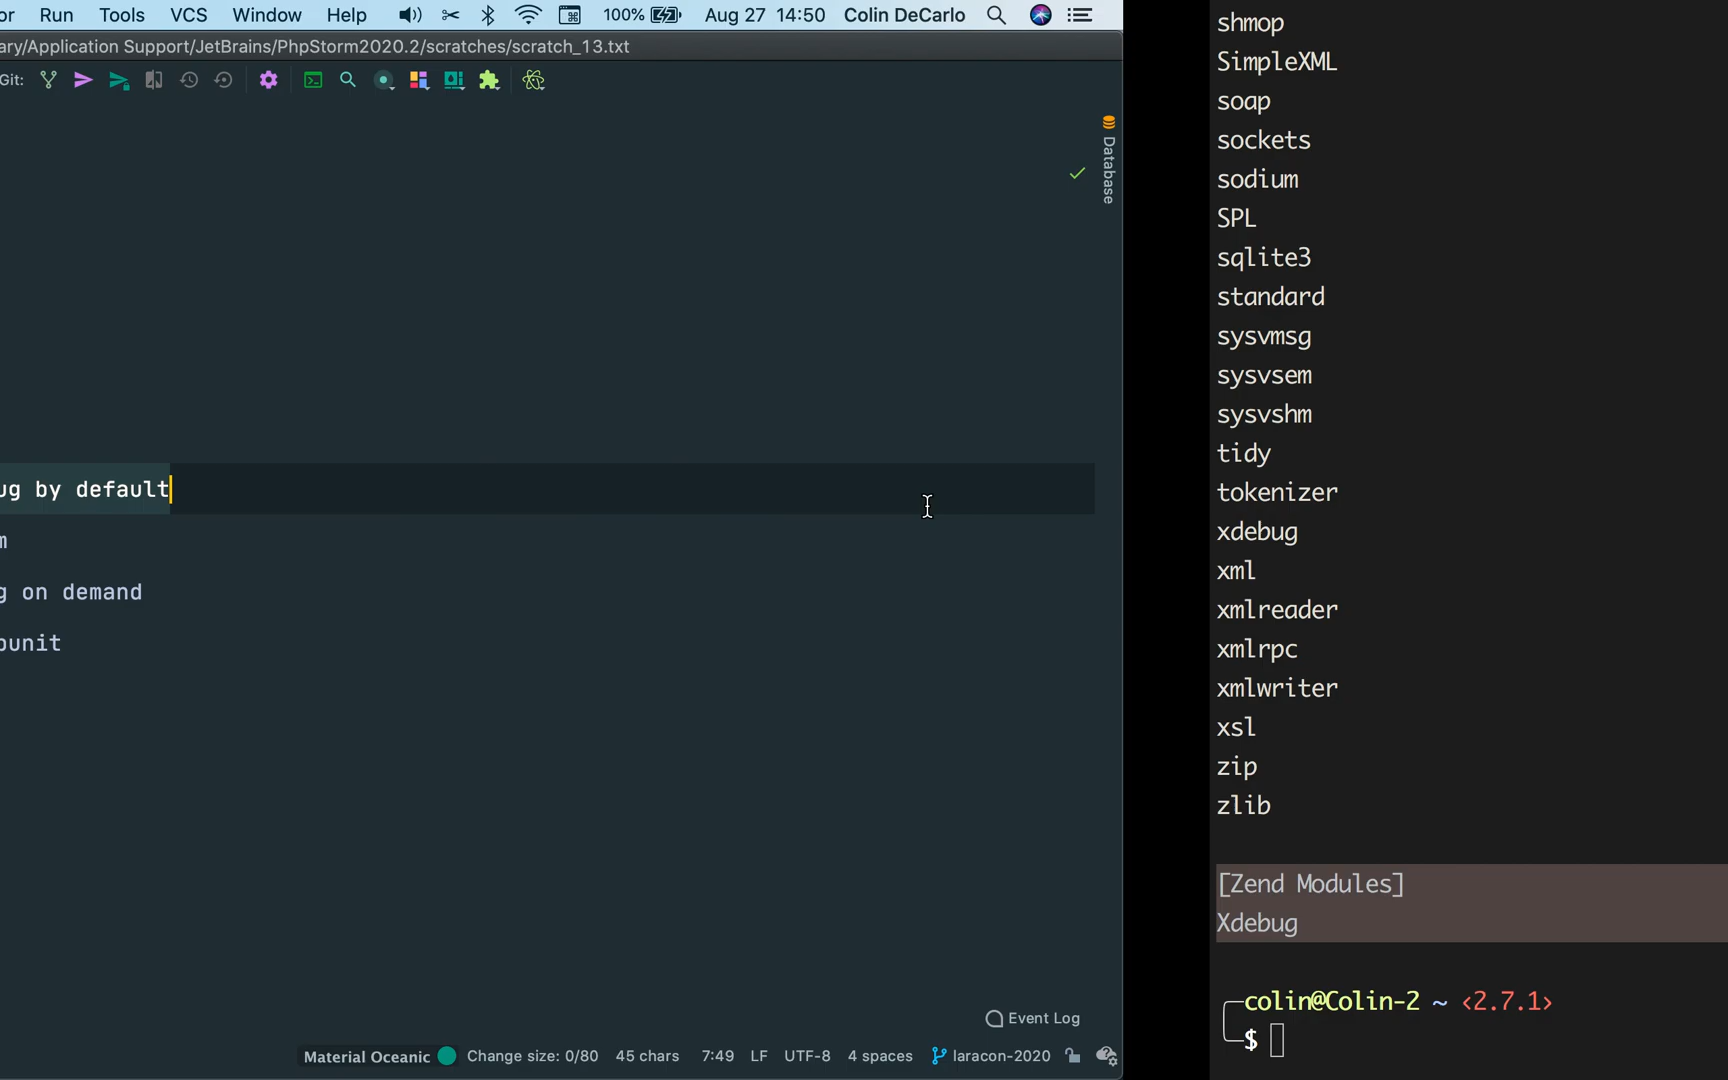 or Run Tools VCS Window Help 100% Aug 27 14:50 Colin DeCarlo
ary/Application Support/JetBrains/PhpStorm2020.2/scratches/scratch_13.txt
Git:
Database
ug by default
m
g on demand
punit
Event Log
Material Oceanic Change size: 0/80 45 chars 7:49 LF UTF-8 4 spaces laracon-2020
shmop
SimpleXML
soap
sockets
sodium
SPL
sqlite3
standard
sysvmsg
sysvsem
sysvshm
tidy
tokenizer
xdebug
xml
xmlreader
xmlrpc
xmlwriter
xsl
zip
zlib
[Zend Modules]
Xdebug
colin@Colin-2 ~ <2.7.1>
$